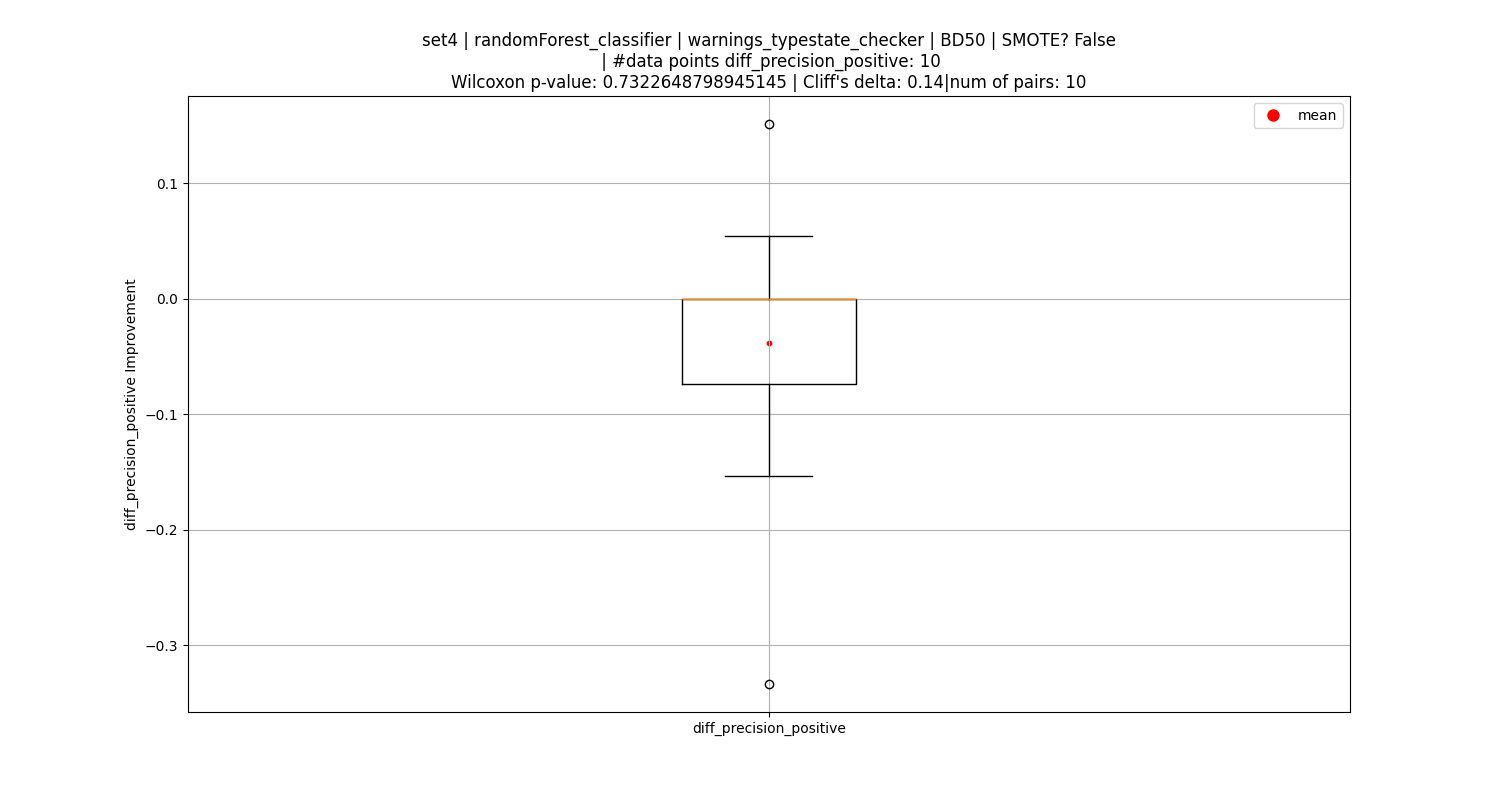 set4 | randomForest_classifier | warnings_typestate_checker | BD50 | SMOTE? False
| #data points diff_precision_positive: 10
Wilcoxon p-value: 0.7322648798945145 | Cliff's delta: 0.14|num of pairs: 10
mean
0.1
0.0
−0.1
−0.2
−0.3
diff_precision_positive Improvement
diff_precision_positive